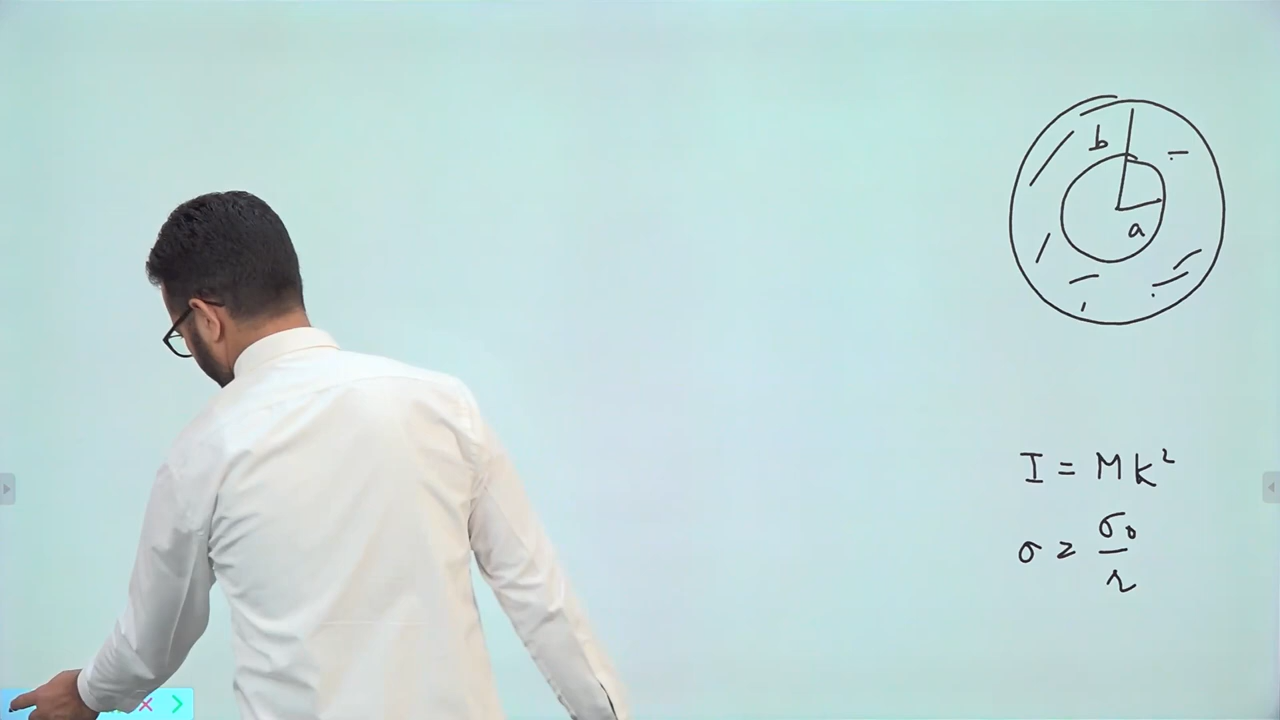 b
a
I = Mk²
σ = σ₀/r